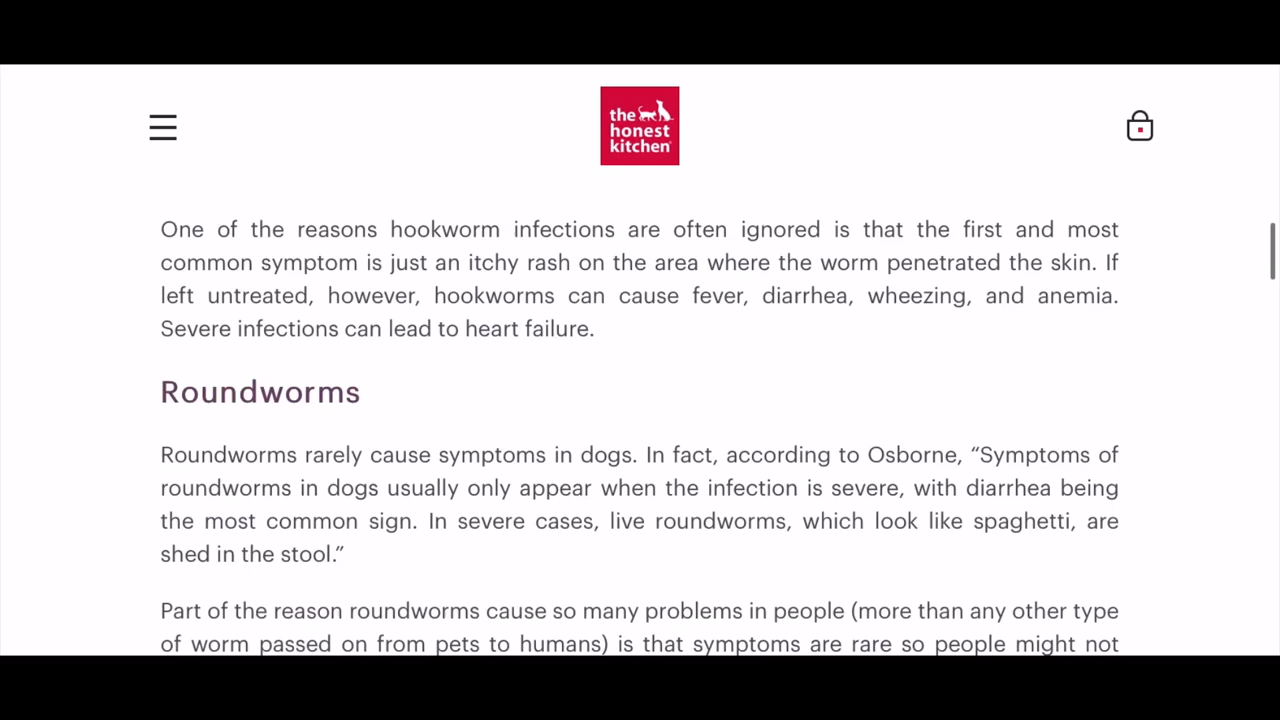 the
honest
kitchen
One of the reasons hookworm infections are often ignored is that the first and most
common symptom is just an itchy rash on the area where the worm penetrated the skin. If
left untreated, however, hookworms can cause fever, diarrhea, wheezing, and anemia.
Severe infections can lead to heart failure.
Roundworms
Roundworms rarely cause symptoms in dogs. In fact, according to Osborne, “Symptoms of
roundworms in dogs usually only appear when the infection is severe, with diarrhea being
the most common sign. In severe cases, live roundworms, which look like spaghetti, are
shed in the stool.”
Part of the reason roundworms cause so many problems in people (more than any other type
of worm passed on from pets to humans) is that symptoms are rare so people might not